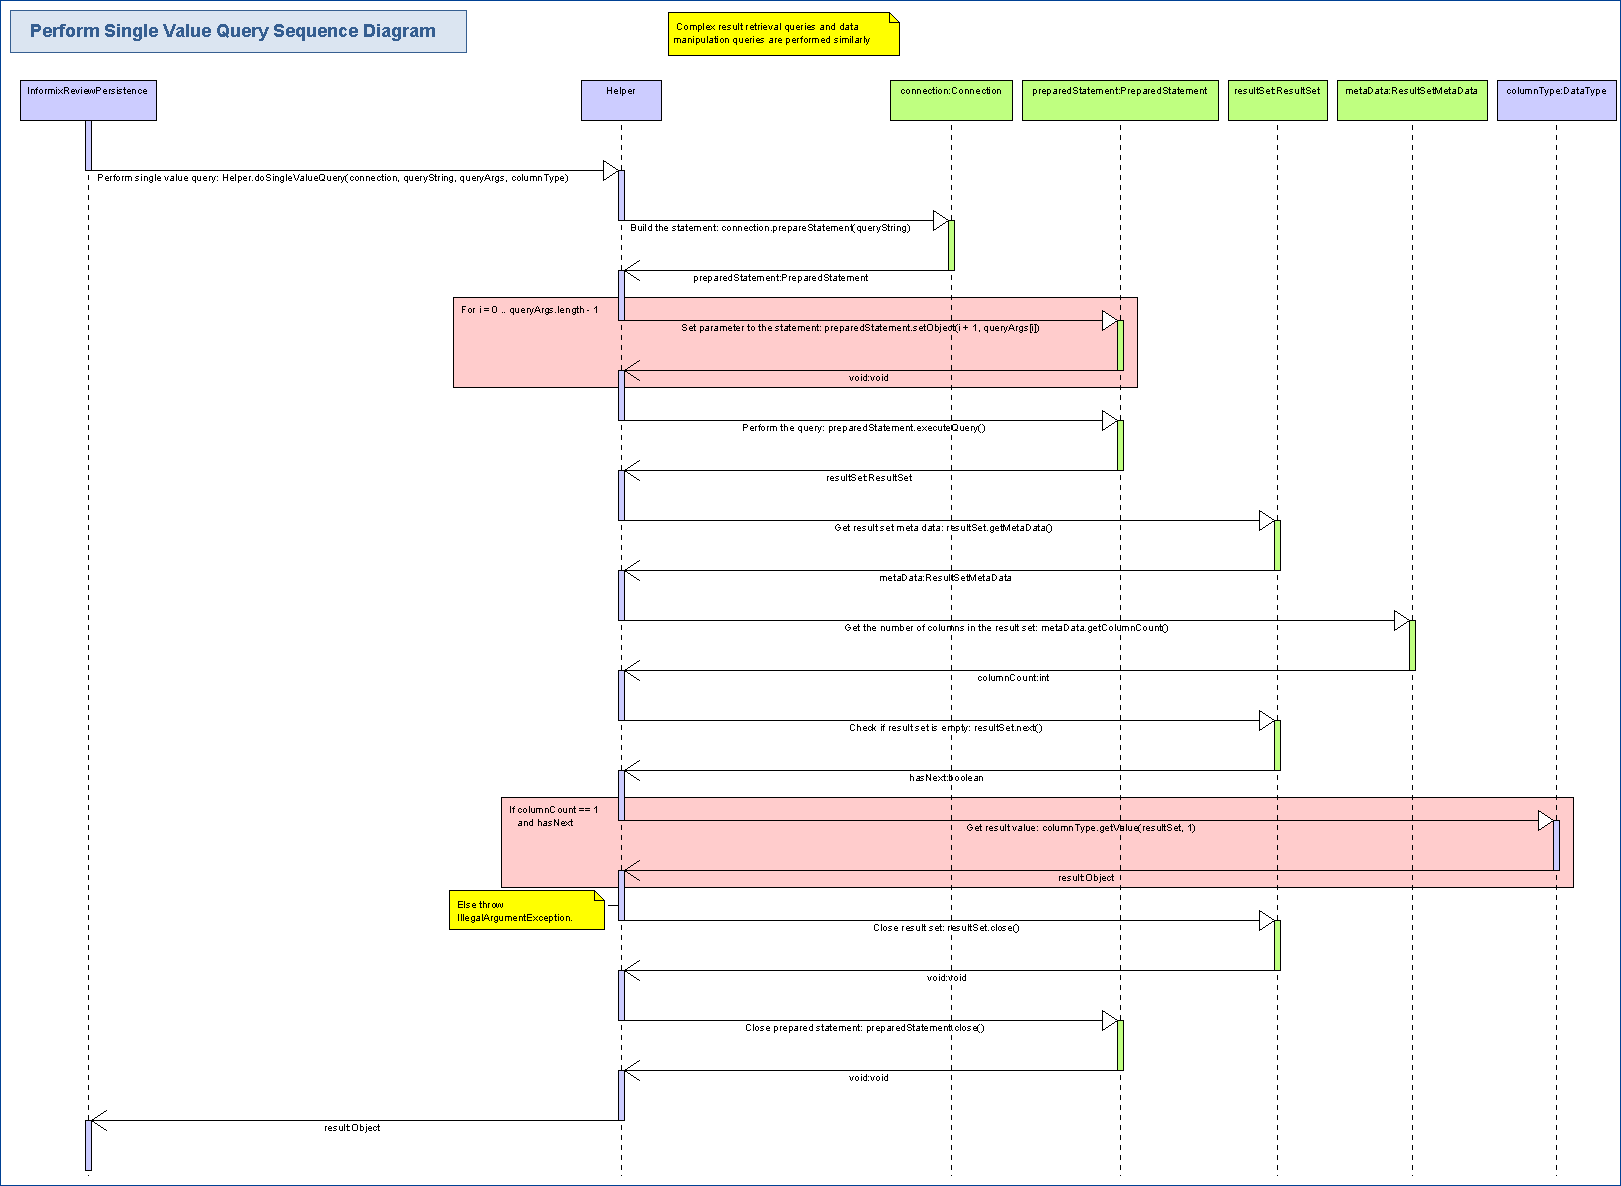 Perform Single Value Query Sequence Diagram
Complex result retrieval queries and data
manipulation queries are performed similarly
InformixReviewPersistence
Helper
connection:Connection
preparedStatement:PreparedStatement
resultSet:ResultSet
metaData:ResultSetMetaData
columnType:DataType
Perform single value query: Helper.doSingleValueQuery(connection, queryString, queryArgs, columnType)
Build the statement: connection.prepareStatement(queryString)
preparedStatement:PreparedStatement
For i = 0 .. queryArgs.length - 1
Set parameter to the statement: preparedStatement.setObject(i + 1, queryArgs[i])
void:void
Perform the query: preparedStatement.executeQuery()
resultSet:ResultSet
Get result set meta data: resultSet.getMetaData()
metaData:ResultSetMetaData
Get the number of columns in the result set: metaData.getColumnCount()
columnCount:int
Check if result set is empty: resultSet.next()
hasNext:boolean
If columnCount == 1
and hasNext
Get result value: columnType.getValue(resultSet, 1)
result:Object
Else throw
IllegalArgumentException.
Close result set: resultSet.close()
void:void
Close prepared statement: preparedStatement.close()
void:void
result:Object